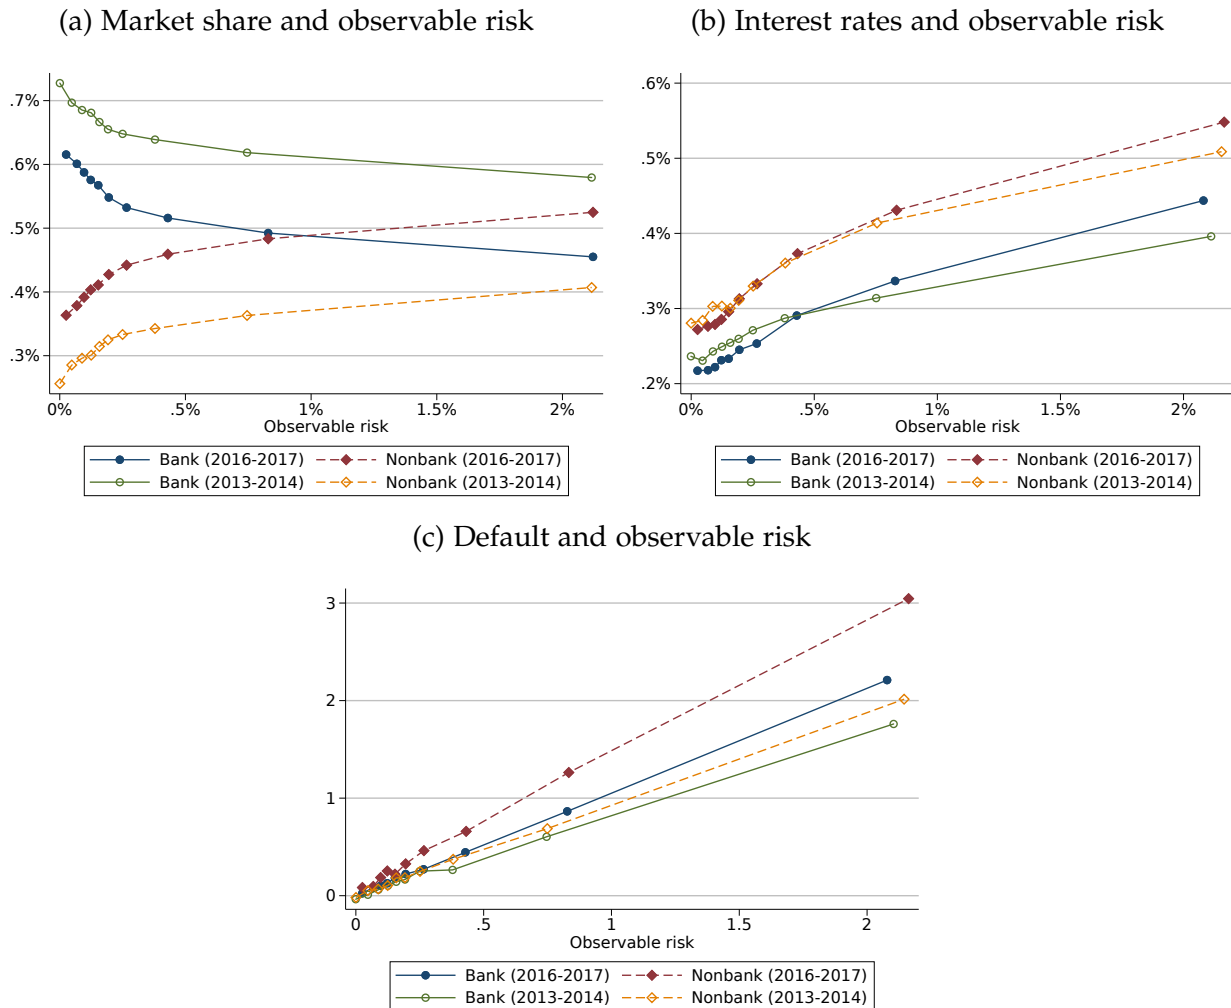 (a) Market share and observable risk
.7%
.6%
.5%
.4%
.3%
0% .5% 1% 1.5% 2%
Observable risk
Bank (2016-2017) Nonbank (2016-2017)
Bank (2013-2014) Nonbank (2013-2014)
(b) Interest rates and observable risk
.6%
.5%
.4%
.3%
.2%
0% .5% 1% 1.5% 2%
Observable risk
Bank (2016-2017) Nonbank (2016-2017)
Bank (2013-2014) Nonbank (2013-2014)
(c) Default and observable risk
3
2
1
0
0 .5 1 1.5 2
Observable risk
Bank (2016-2017) Nonbank (2016-2017)
Bank (2013-2014) Nonbank (2013-2014)